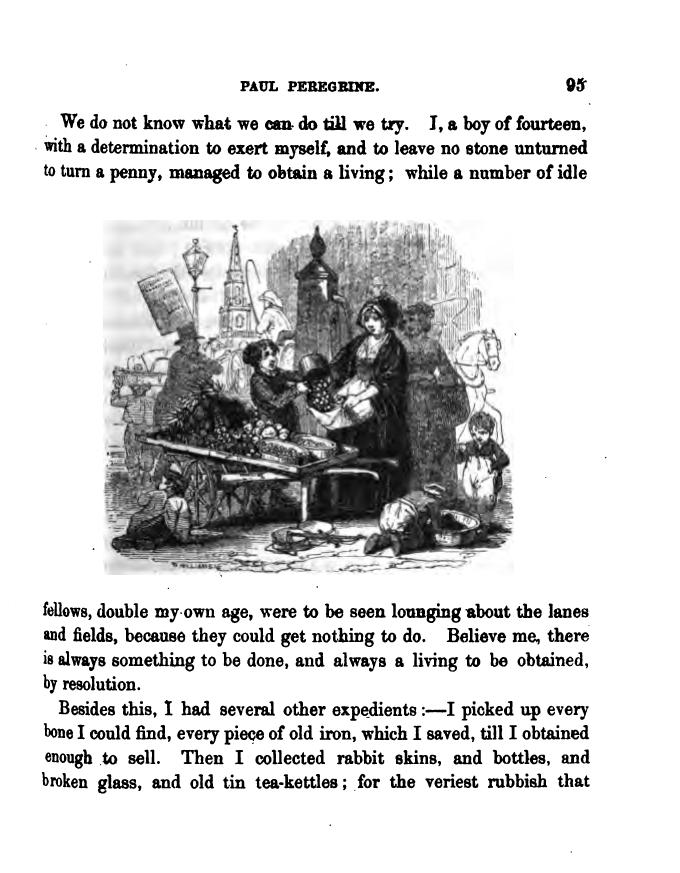 PAUL PEREGRINE. 95
We do not know what we can do till we try. I, a boy of fourteen,
with a determination to exert myself, and to leave no stone unturned
to turn a penny, managed to obtain a living; while a number of idle
fellows, double my own age, were to be seen lounging about the lanes
and fields, because they could get nothing to do. Believe me, there
is always something to be done, and always a living to be obtained,
by resolution.
Besides this, I had several other expedients:—I picked up every
bone I could find, every piece of old iron, which I saved, till I obtained
enough to sell. Then I collected rabbit skins, and bottles, and
broken glass, and old tin tea-kettles; for the veriest rubbish that